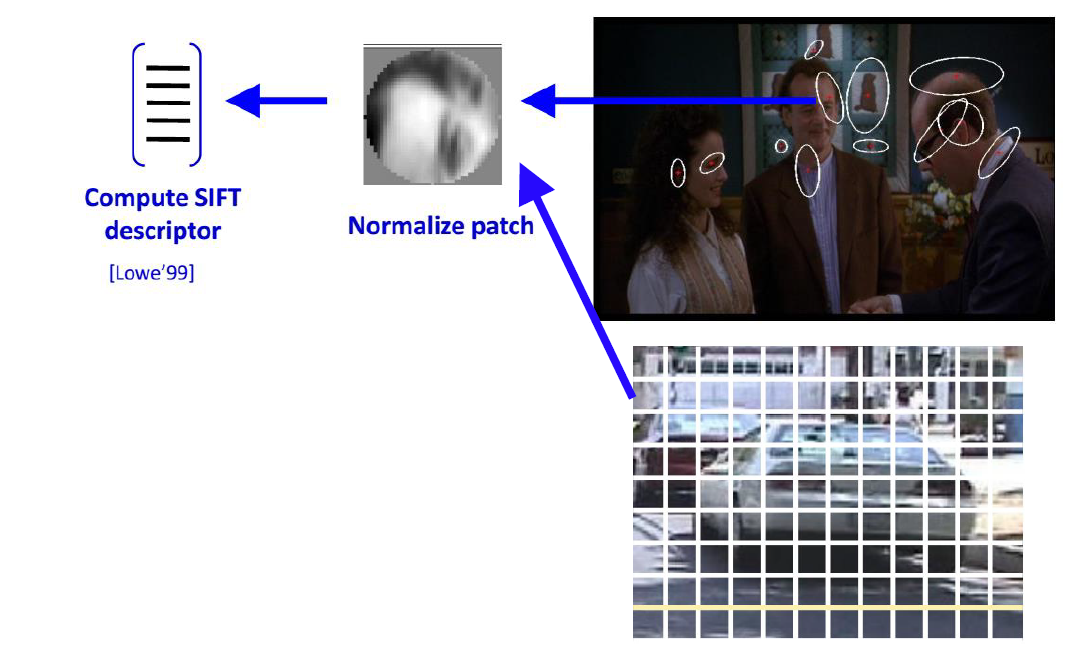 Compute SIFT
descriptor
[Lowe'99]
Normalize patch